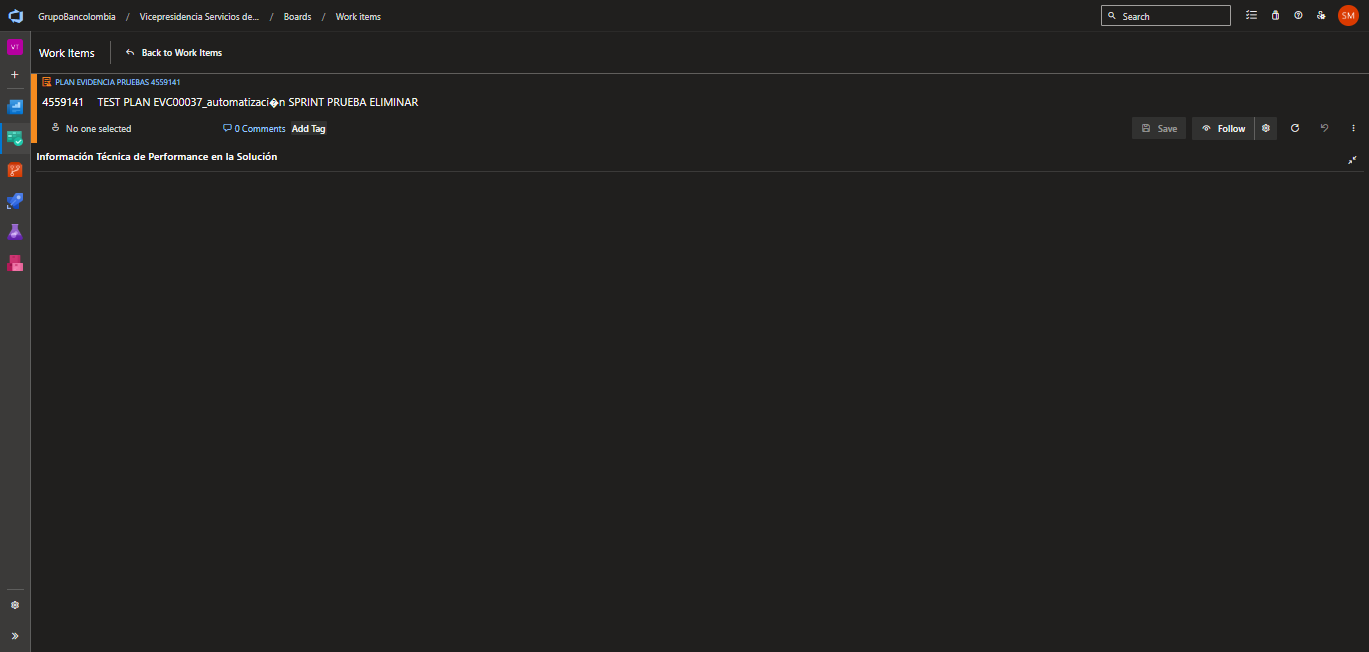 GrupoBancolombia / Vicepresidencia Servicios de... / Boards / Work items
Search
SM
VT
Work Items
Back to Work Items
PLAN EVIDENCIA PRUEBAS 4559141
4559141 TEST PLAN EVC00037_automatizaci�n SPRINT PRUEBA ELIMINAR
No one selected
0 Comments
Add Tag
Save
Follow
Información Técnica de Performance en la Solución